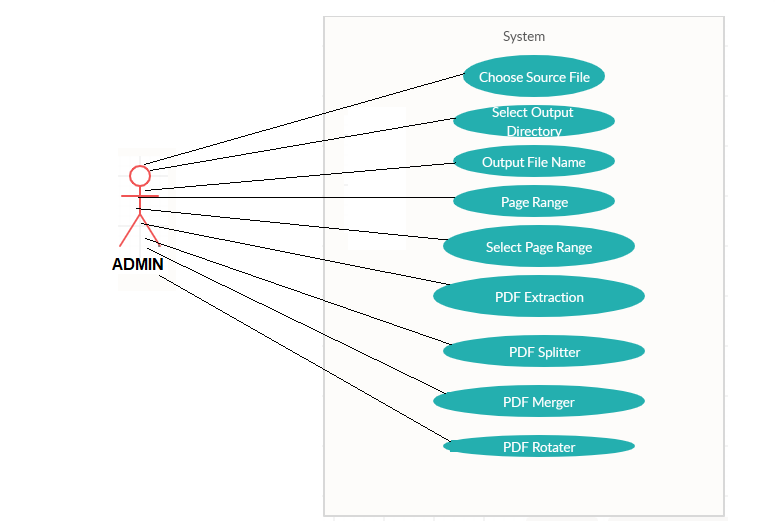 System
Choose Source File
Select Output
Directory
Output File Name
Page Range
Select Page Range
ADMIN
PDF Extraction
PDF Splitter
PDF Merger
PDF Rotater